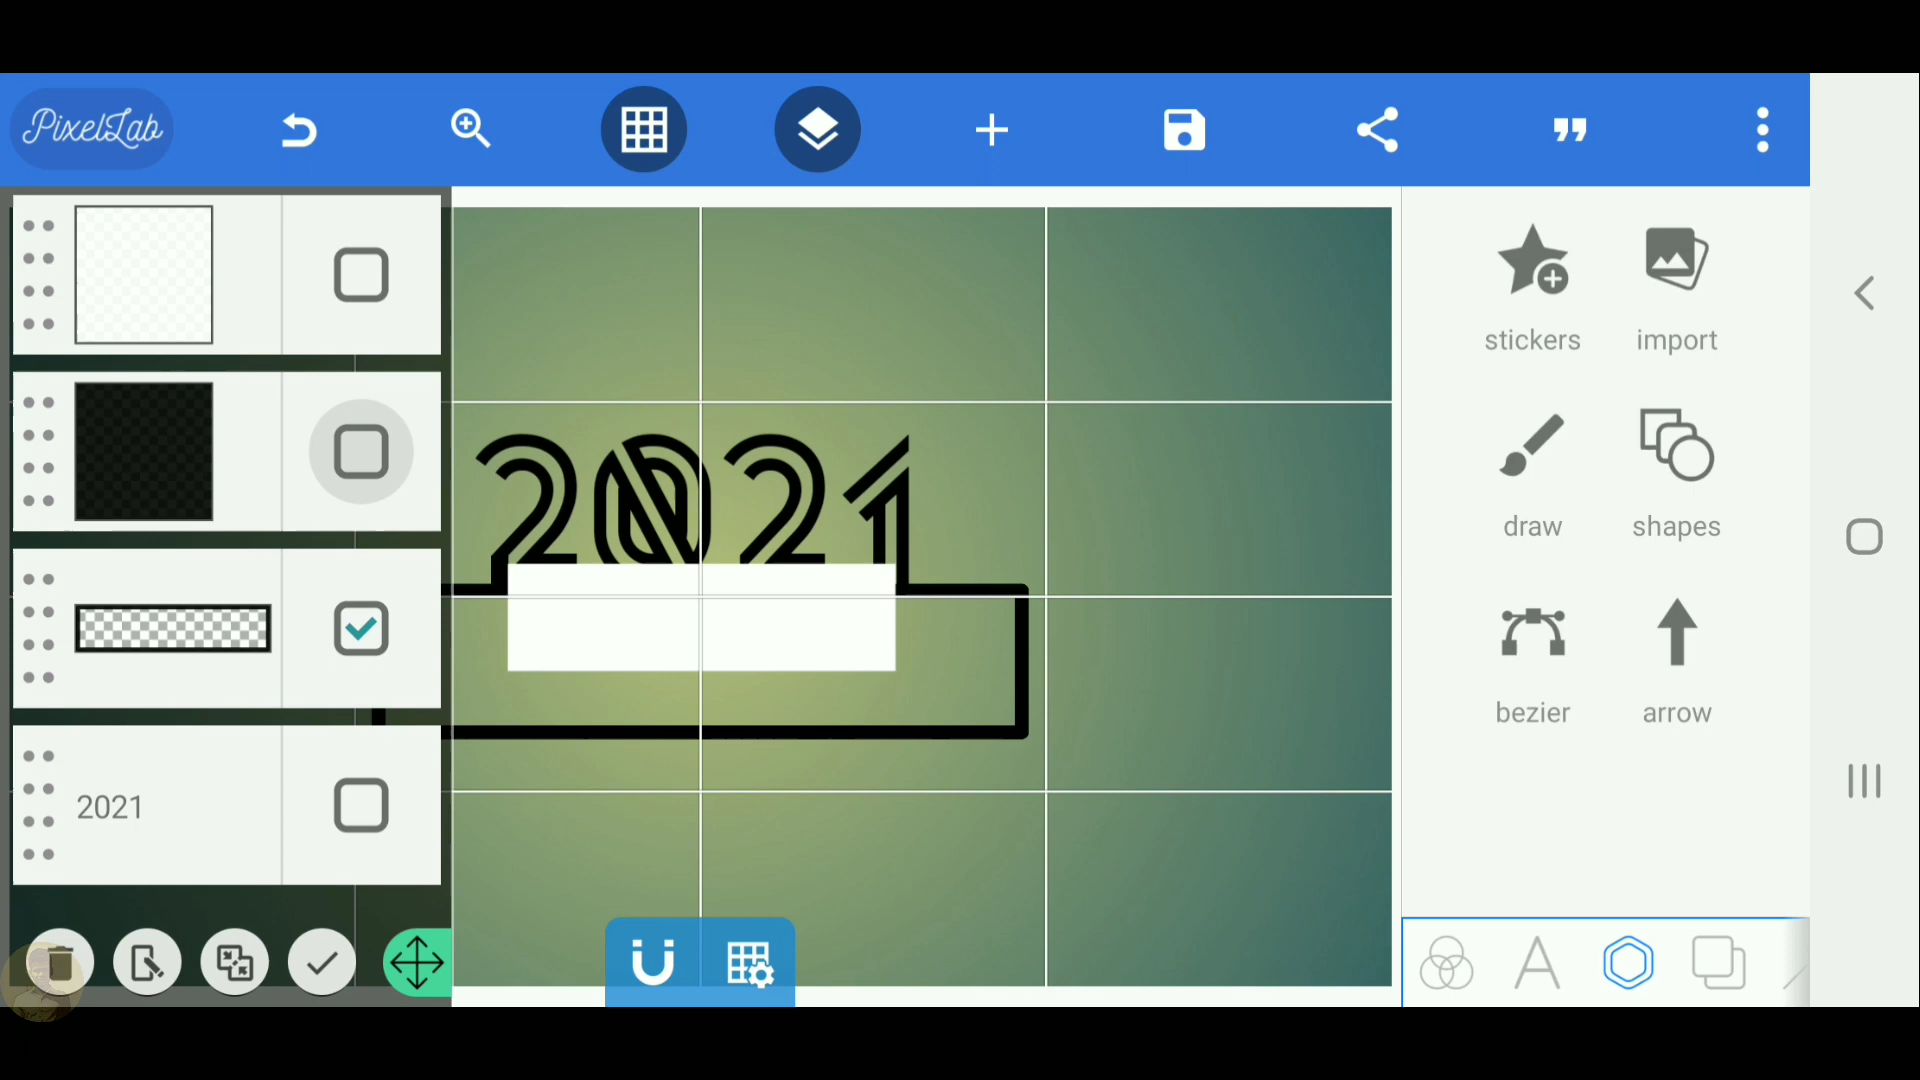 PixelLab
stickers
import
draw
shapes
bezier
arrow
2021
2021